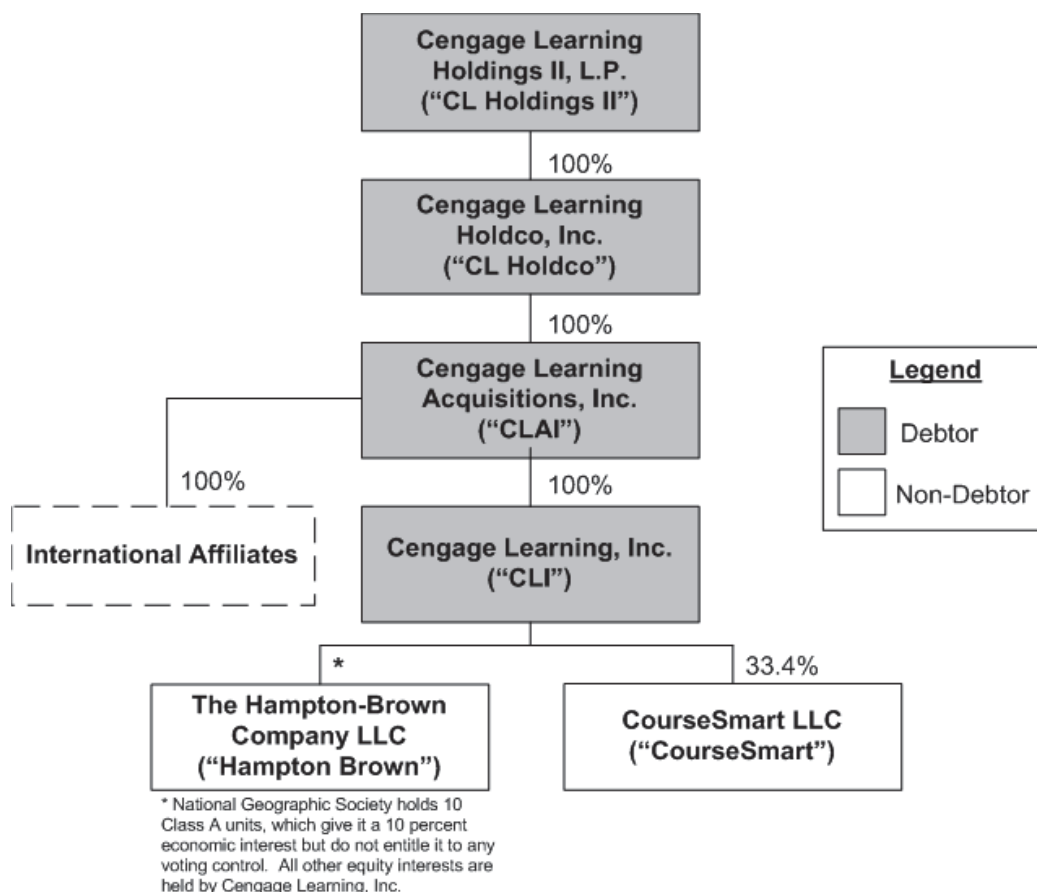 Cengage Learning
Holdings II, L.P.
(“CL Holdings II”)
100%
Cengage Learning
Holdco, Inc.
(“CL Holdco”)
100%
Cengage Learning
Acquisitions, Inc.
(“CLAI”)
Legend
Debtor
Non-Debtor
100%
100%
International Affiliates
Cengage Learning, Inc.
(“CLI”)
*
33.4%
The Hampton-Brown
Company LLC
(“Hampton Brown”)
CourseSmart LLC
(“CourseSmart”)
* National Geographic Society holds 10
Class A units, which give it a 10 percent
economic interest but do not entitle it to any
voting control.  All other equity interests are
held by Cengage Learning, Inc.